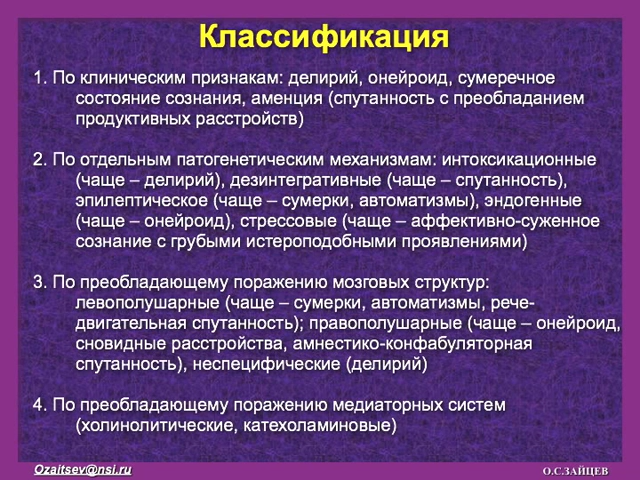 Классификация
1. По клиническим признакам: делирий, онейроид, сумеречное
состояние сознания, аменция (спутанность с преобладанием
продуктивных расстройств)
2. По отдельным патогенетическим механизмам: интоксикационные
(чаще – делирий), дезинтегративные (чаще – спутанность),
эпилептическое (чаще – сумерки, автоматизмы), эндогенные
(чаще – онейроид), стрессовые (чаще – аффективно-суженное
сознание с грубыми истероподобными проявлениями)
3. По преобладающему поражению мозговых структур:
левополушарные (чаще – сумерки, автоматизмы, рече-
двигательная спутанность); правополушарные (чаще – онейроид,
сновидные расстройства, амнестико-конфабуляторная
спутанность), неспецифические (делирий)
4. По преобладающему поражению медиаторных систем
(холинолитические, катехоламиновые)
Ozaitsev@nsi.ru
О.С.ЗАЙЦЕВ